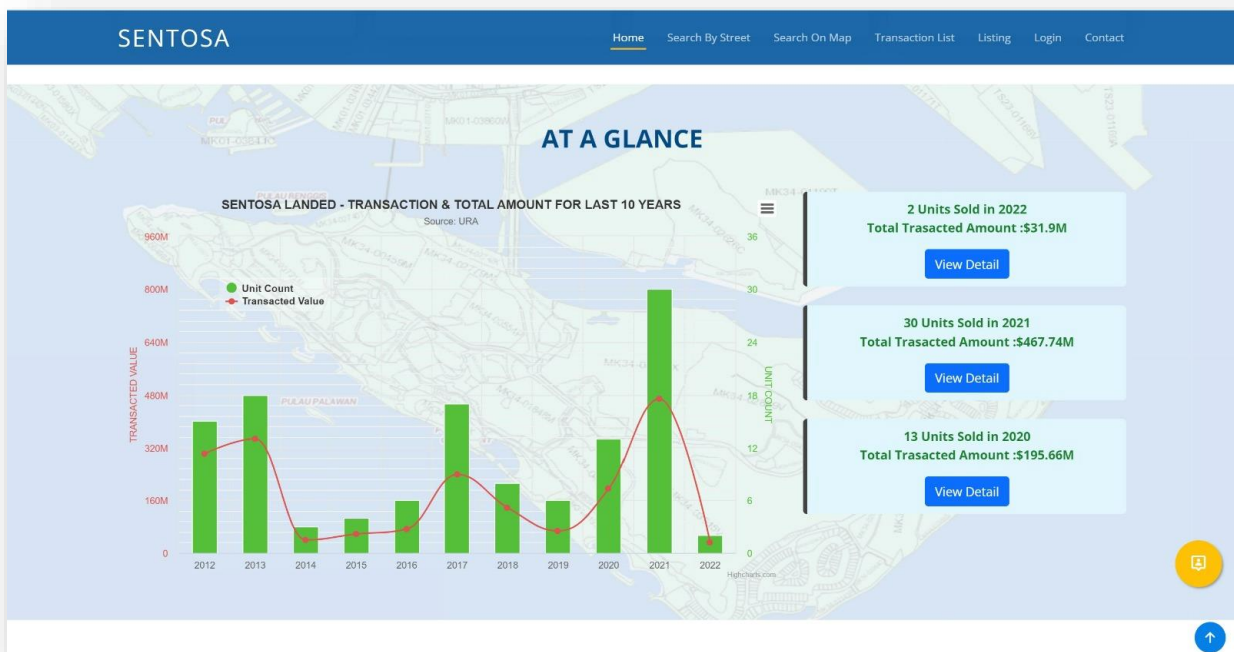 SENTOSA
Home Search By Street Search On Map Transaction List Listing Login Contact
AT A GLANCE
SENTOSA LANDED - TRANSACTION & TOTAL AMOUNT FOR LAST 10 YEARS
Source: URA
960M
800M
640M
480M
320M
160M
0
TRANSACTED VALUE
Unit Count
Transacted Value
36
30
24
18
12
6
0
UNIT COUNT
2012 2013 2014 2015 2016 2017 2018 2019 2020 2021 2022
Highcharts.com
2 Units Sold in 2022
Total Trasacted Amount :$31.9M
View Detail
30 Units Sold in 2021
Total Trasacted Amount :$467.74M
View Detail
13 Units Sold in 2020
Total Trasacted Amount :$195.66M
View Detail
PULAU PALAWAN